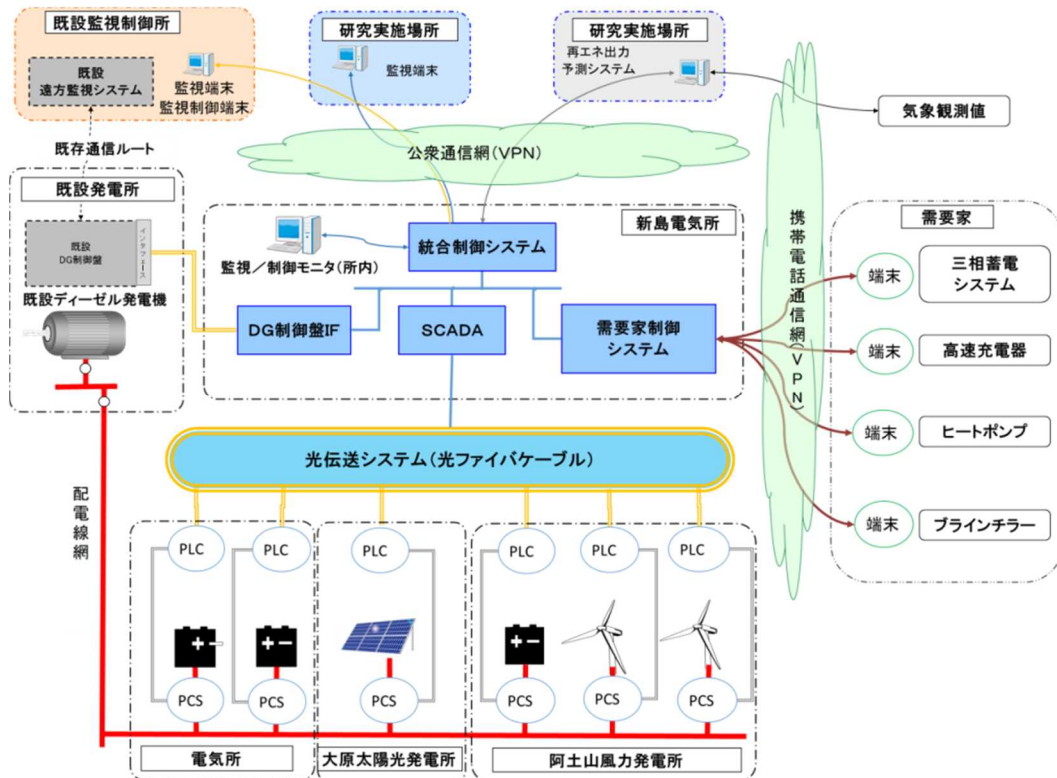 既設監視制御所
既設
遠方監視システム
監視端末
監視制御端末
研究実施場所
監視端末
研究実施場所
再エネ出力
予測システム
気象観測値
既存通信ルート
公衆通信網(VPN)
既設発電所
既設
DG制御盤
インタフェース
既設ディーゼル発電機
新島電気所
監視／制御モニタ(所内)
統合制御システム
DG制御盤IF
SCADA
需要家制御
システム
携帯電話通信網(VPN)
需要家
端末
三相蓄電
システム
端末
高速充電器
端末
ヒートポンプ
端末
ブラインチラー
光伝送システム(光ファイバケーブル)
配電線網
PLC
PLC
PLC
PLC
PLC
PLC
PCS
PCS
PCS
PCS
PCS
PCS
電気所
大原太陽光発電所
阿土山風力発電所